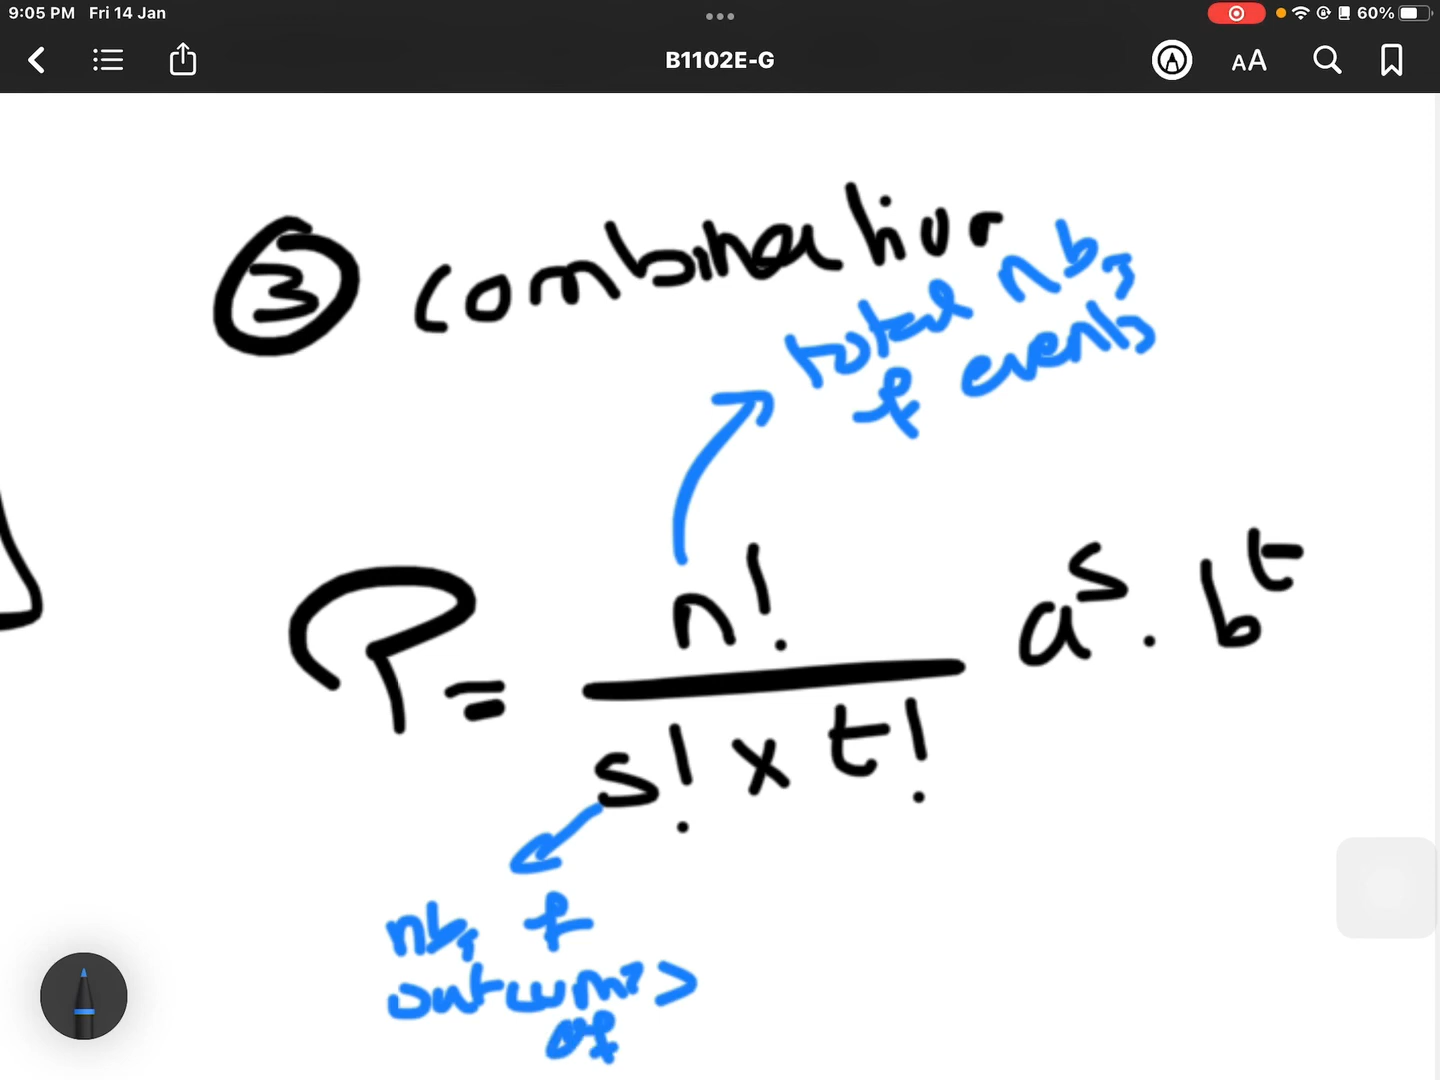 9:05 PM Fri 14 Jan
60%
B1102E-G
AA
3 combination
total nbr
of events
P = n! / s! x t! a^s . b^t
nbr of
outcomes
of